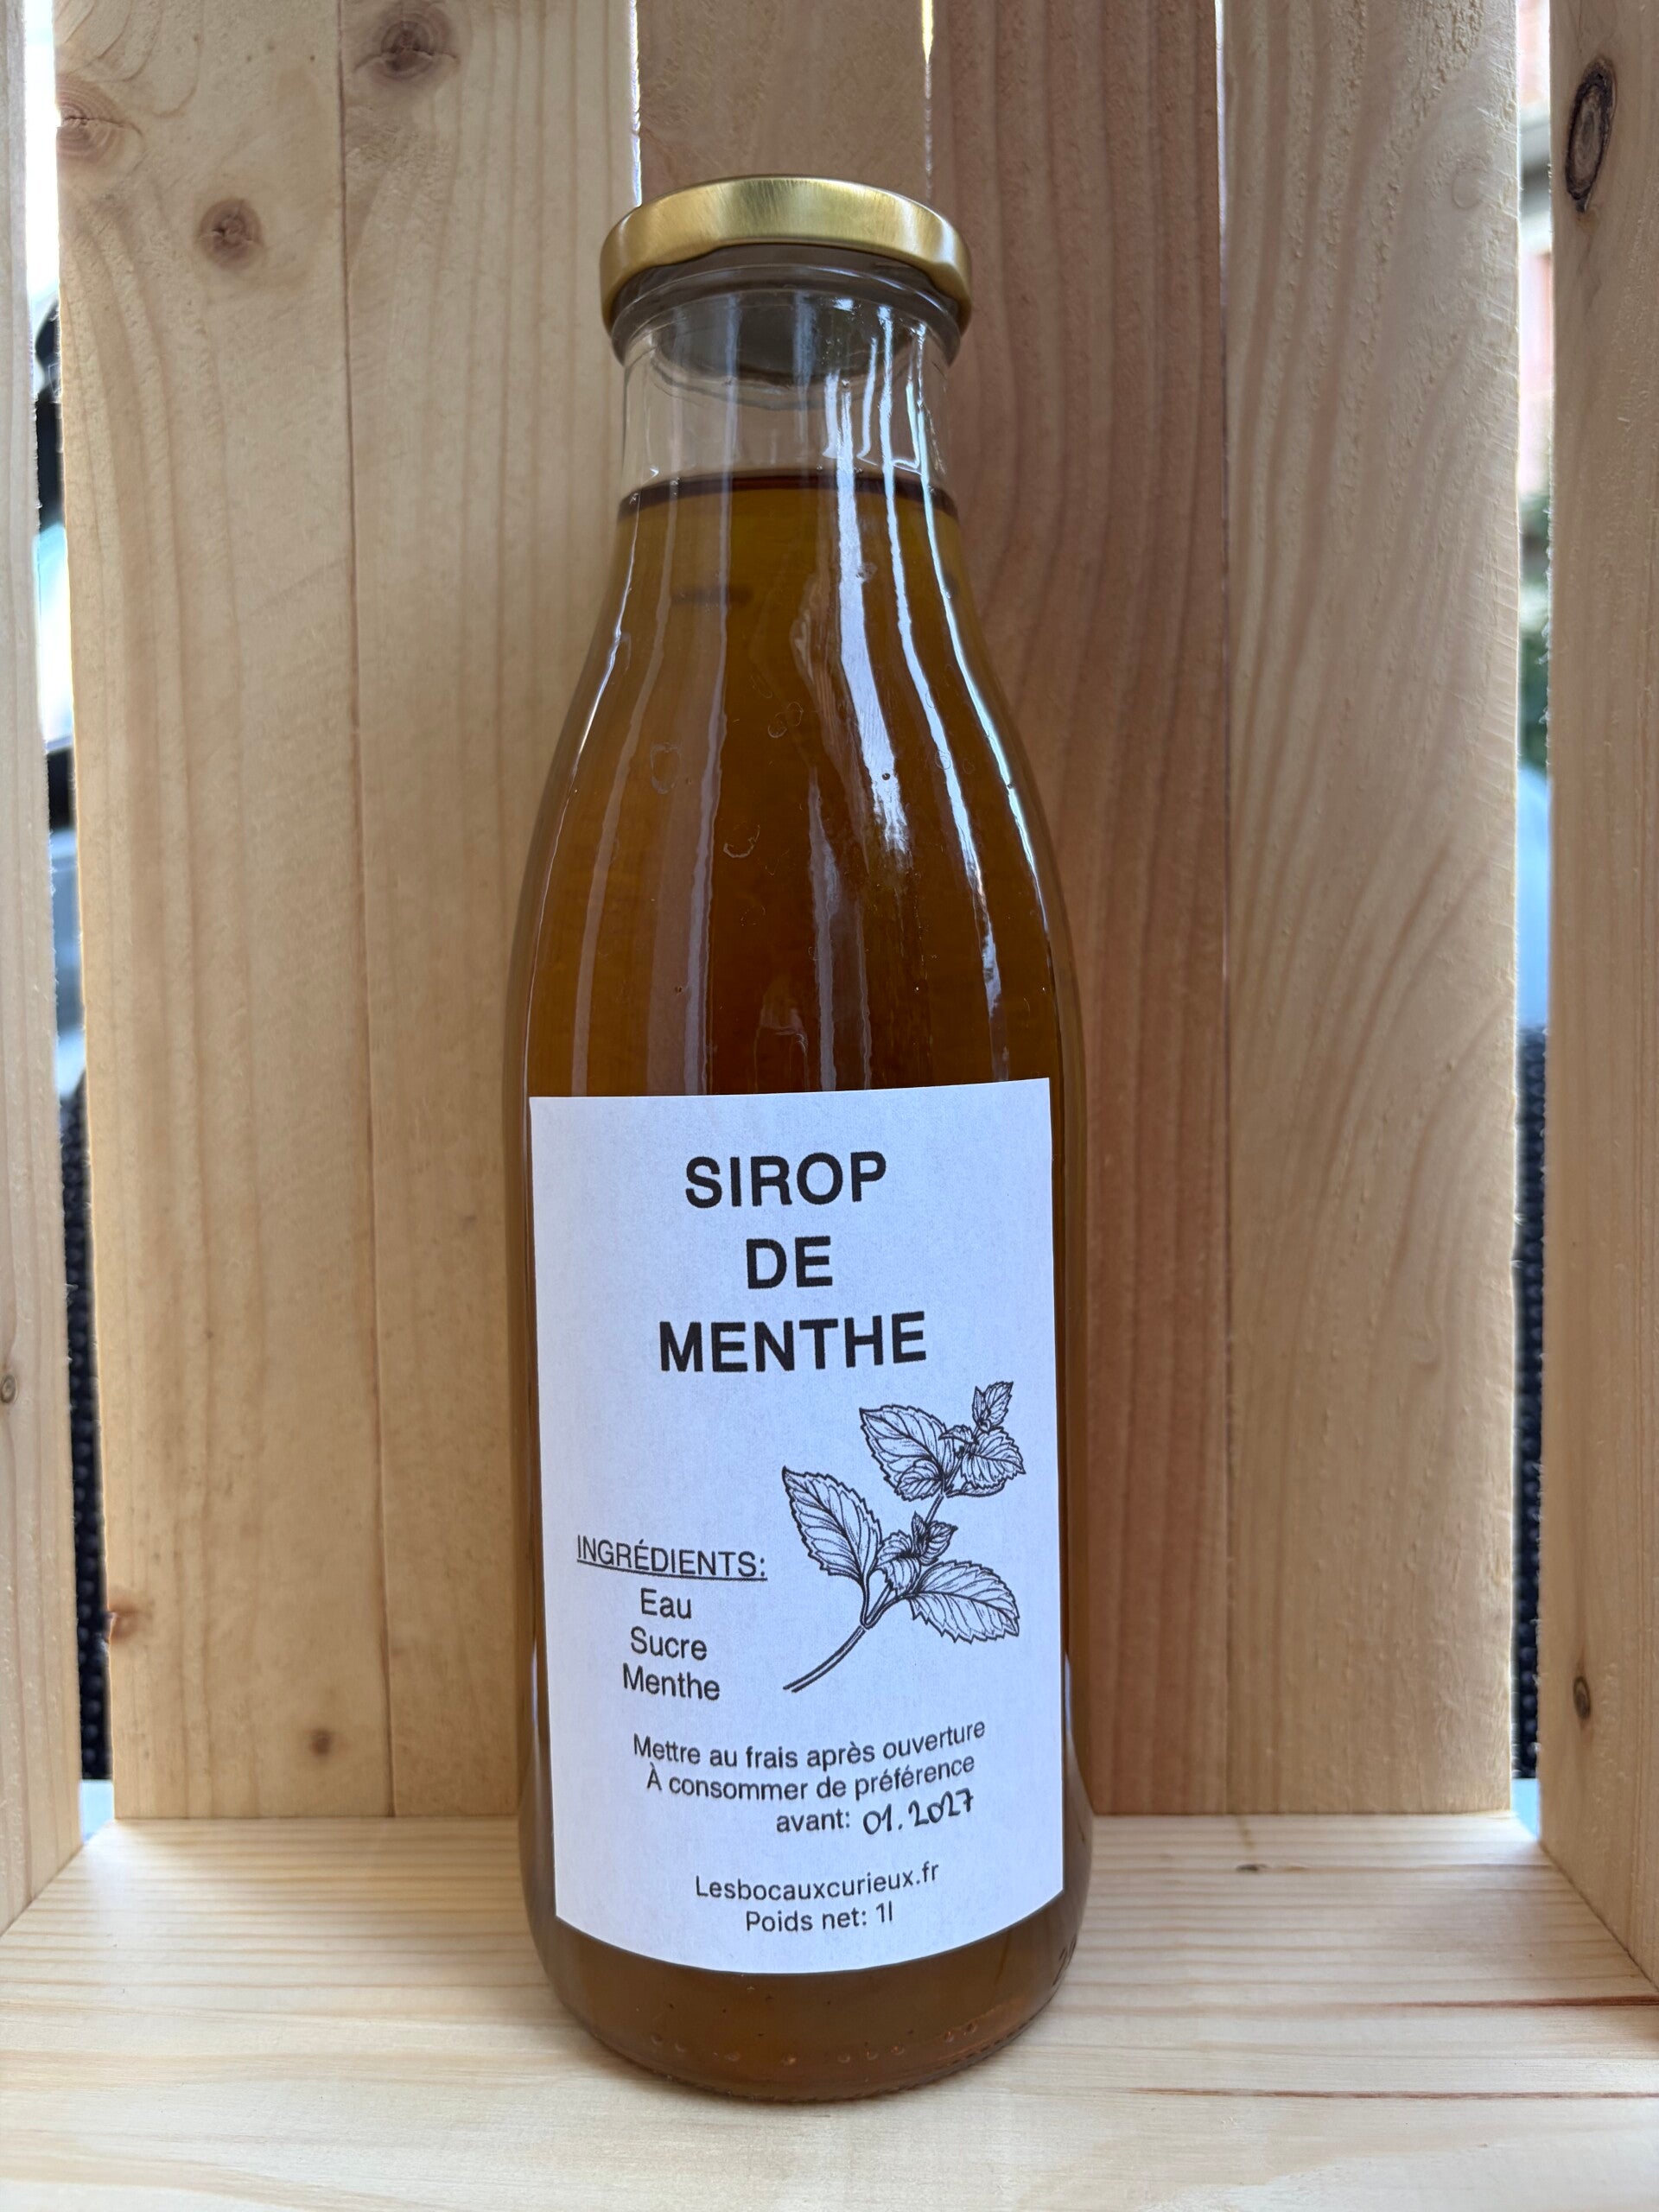 SIROP
DE
MENTHE
INGRÉDIENTS:
Eau
Sucre
Menthe
Mettre au frais après ouverture
À consommer de préférence
avant: 01.2027
Lesbocauxcurieux.fr
Poids net: 1l